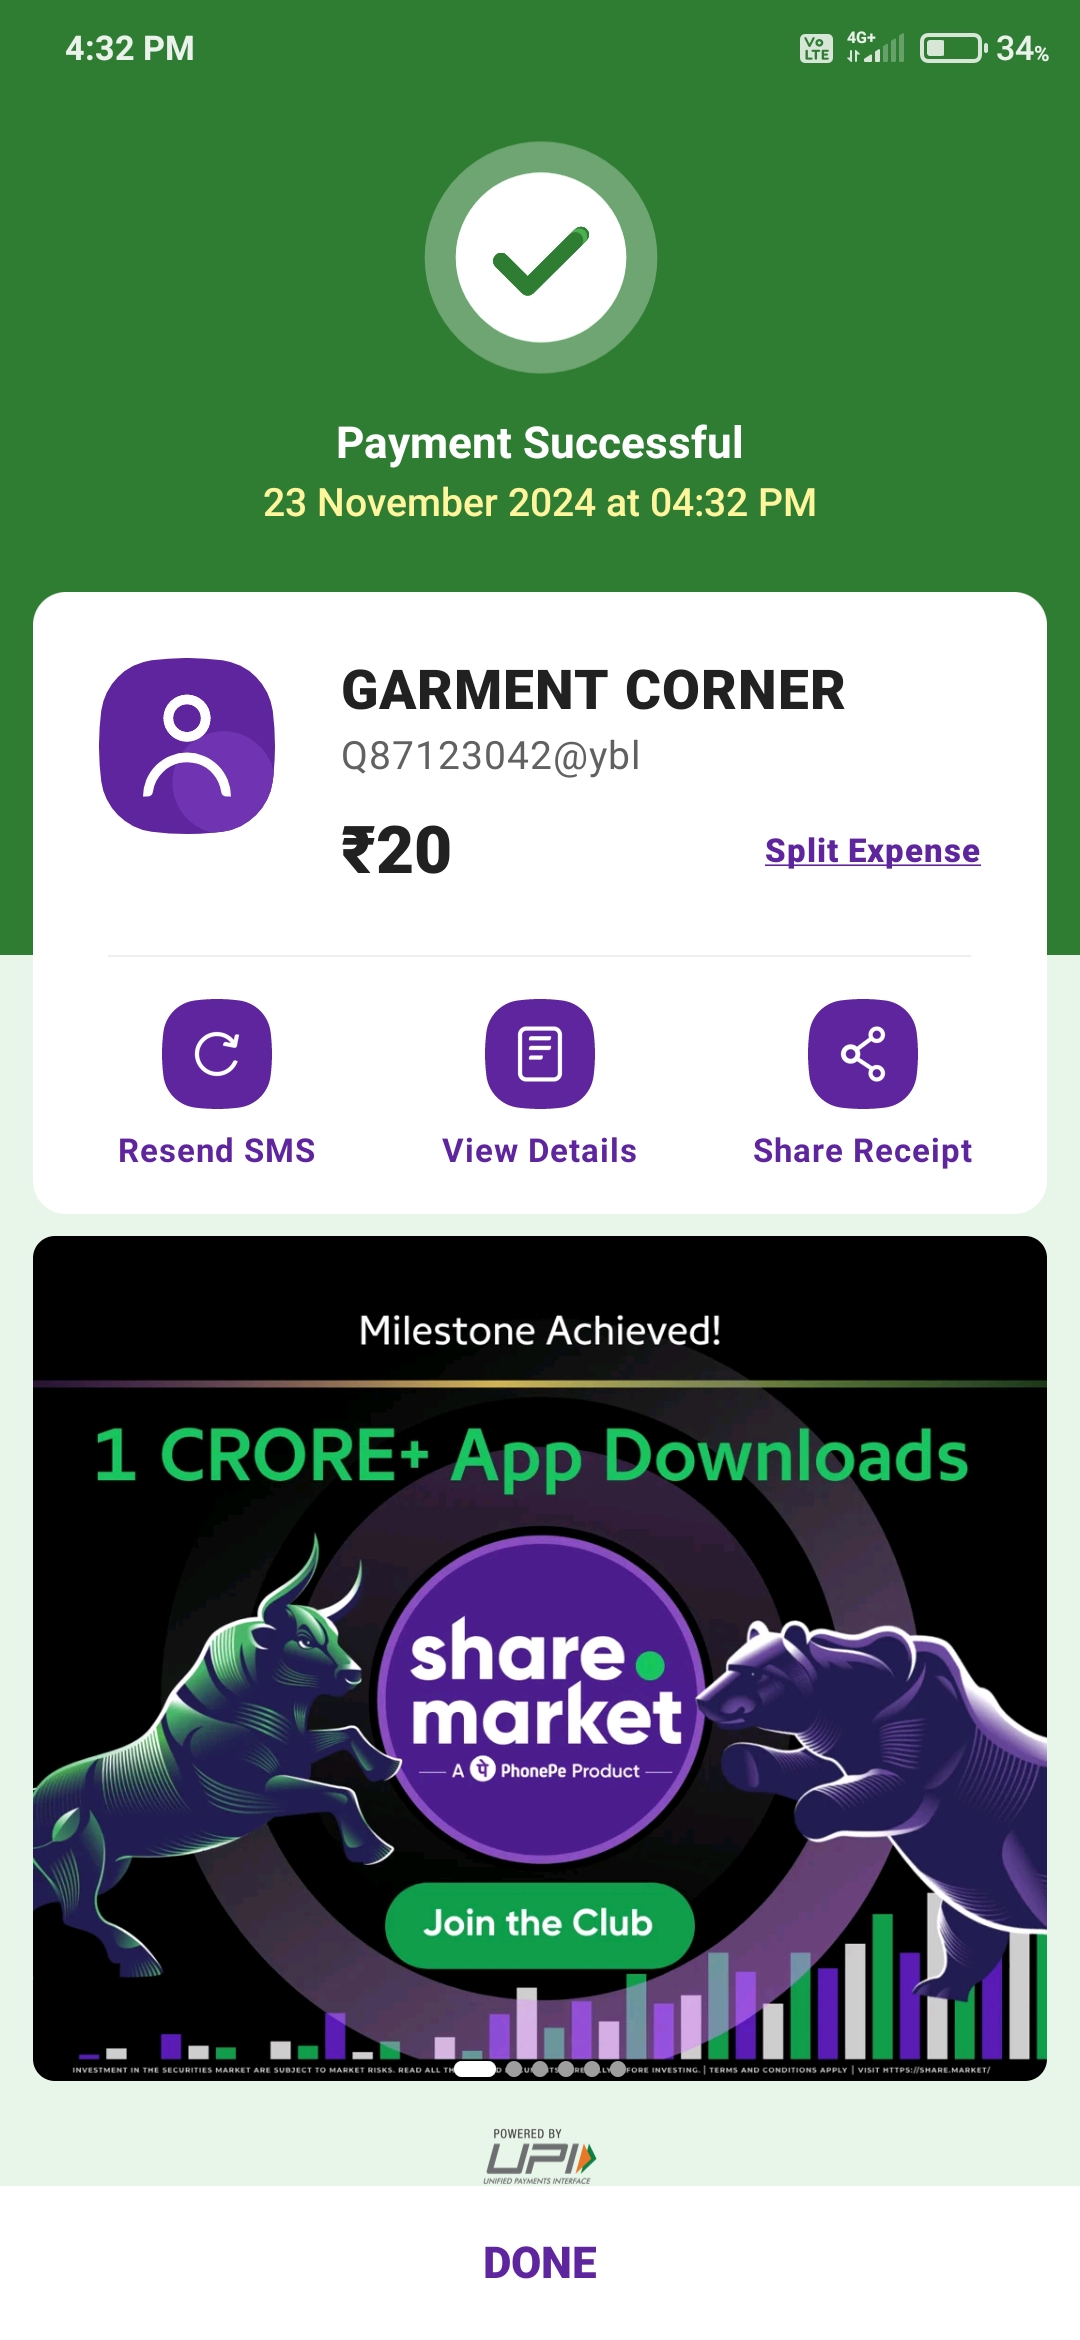 4:32 PM
Vo LTE 4G+ 34%
Payment Successful
23 November 2024 at 04:32 PM
GARMENT CORNER
Q87123042@ybl
₹20
Split Expense
Resend SMS View Details Share Receipt
Milestone Achieved!
1 CRORE+ App Downloads
share.
market
A पे PhonePe Product
Join the Club
INVESTMENT IN THE SECURITIES MARKET ARE SUBJECT TO MARKET RISKS. READ ALL INVESTING. | TERMS AND CONDITIONS APPLY | VISIT HTTPS://SHARE.MARKET/
POWERED BY
UPI
UNIFIED PAYMENTS INTERFACE
DONE